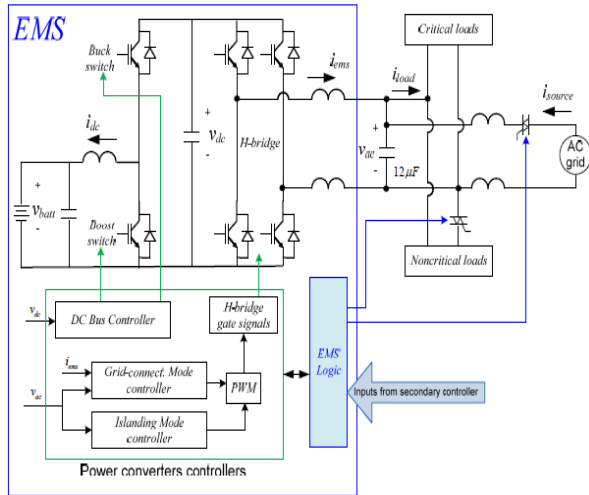 EMS
Buck
switch
Critical loads
i_ems
i_load
i_source
i_dc
+
v_dc
-
H-bridge
+
v_ac
-
12μF
AC
grid
+
v_batt
-
Boost
switch
Noncritical loads
v_dc
DC Bus Controller
H-bridge
gate signals
EMS
Logic
i_ems
Grid-connect. Mode
controller
PWM
Inputs from secondary controller
v_ac
Islanding Mode
controller
Power converters controllers